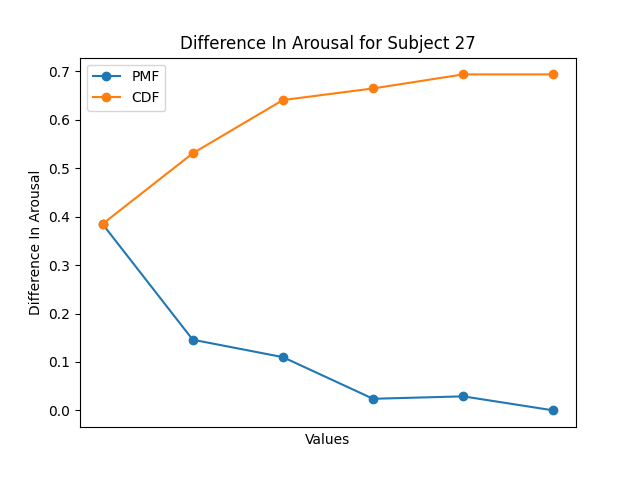 Difference In Arousal for Subject 27
PMF
CDF
0.7
0.6
0.5
0.4
0.3
0.2
0.1
0.0
Difference In Arousal
Values